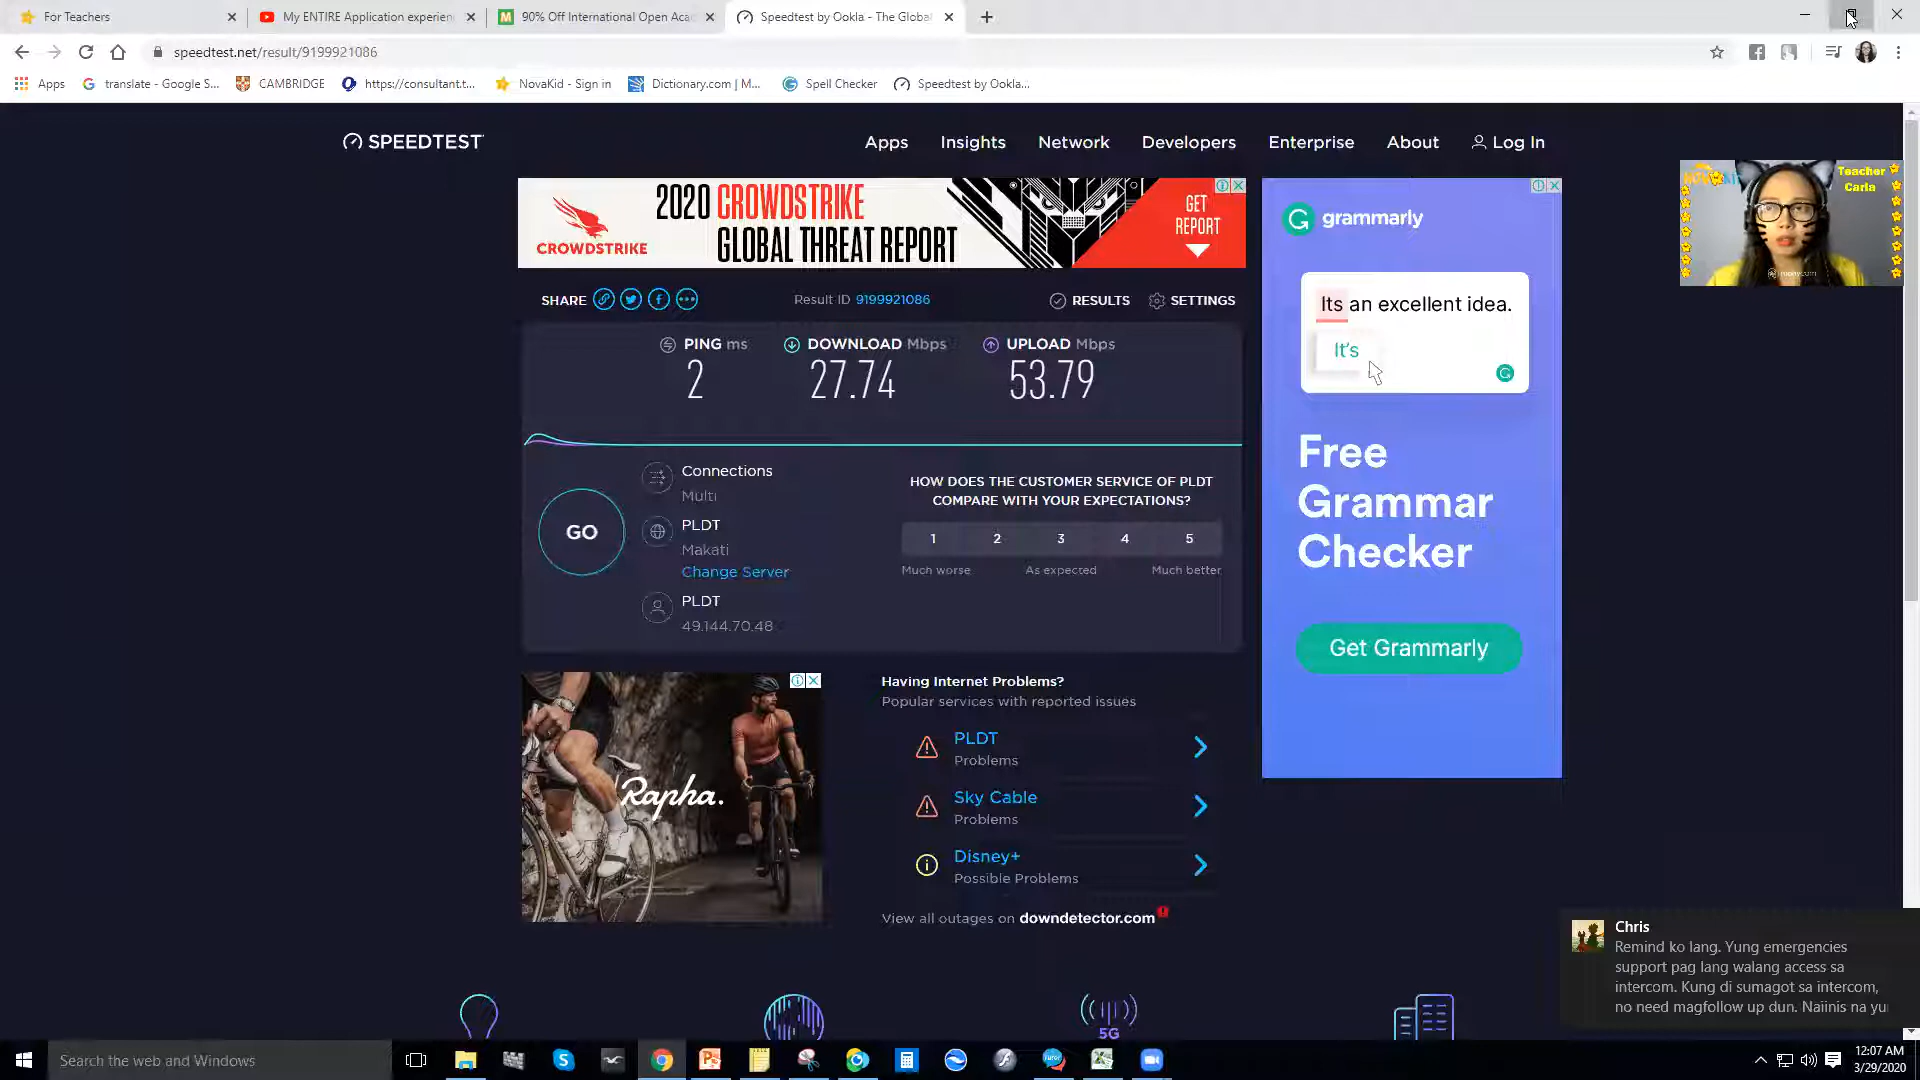 For Teachers
My ENTIRE Application experien
90% Off International Open Aca
Speedtest by Ookla - The Global
speedtest.net/result/9199921086
Apps
translate - Google S...
CAMBRIDGE
https://consultant.t...
NovaKid - Sign in
Dictionary.com | M...
Spell Checker
Speedtest by Ookla...
SPEEDTEST
Apps
Insights
Network
Developers
Enterprise
About
Log In
Teacher
Carla
CROWDSTRIKE
2020 CROWDSTRIKE
GLOBAL THREAT REPORT
GET
REPORT
grammarly
Its an excellent idea.
It's
Free
Grammar
Checker
Get Grammarly
SHARE
Result ID 9199921086
RESULTS
SETTINGS
PING ms
2
DOWNLOAD Mbps
27.74
UPLOAD Mbps
53.79
GO
Connections
Multi
PLDT
Makati
Change Server
PLDT
49.144.70.48
HOW DOES THE CUSTOMER SERVICE OF PLDT
COMPARE WITH YOUR EXPECTATIONS?
1 2 3 4 5
Much worse As expected Much better
Rapha.
Having Internet Problems?
Popular services with reported issues
PLDT
Problems
Sky Cable
Problems
Disney+
Possible Problems
View all outages on downdetector.com
5G
Chris
Remind ko lang. Yung emergencies
support pag lang walang access sa
intercom. Kung di sumagot sa intercom,
no need magfollow up dun. Naiinis na yu
Search the web and Windows
12:07 AM
3/29/2020